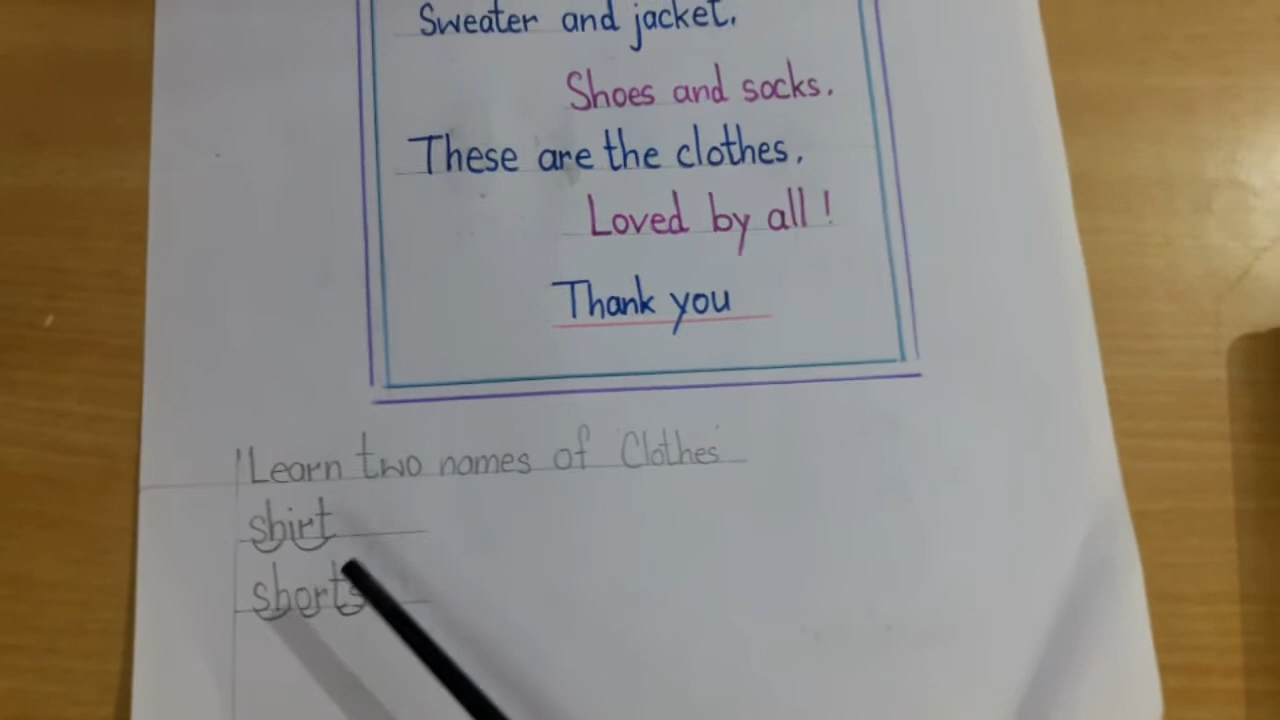 Sweater and jacket.
Shoes and socks.
These are the clothes.
Loved by all !
Thank you
Learn two names of Clothes
shirt
shorts